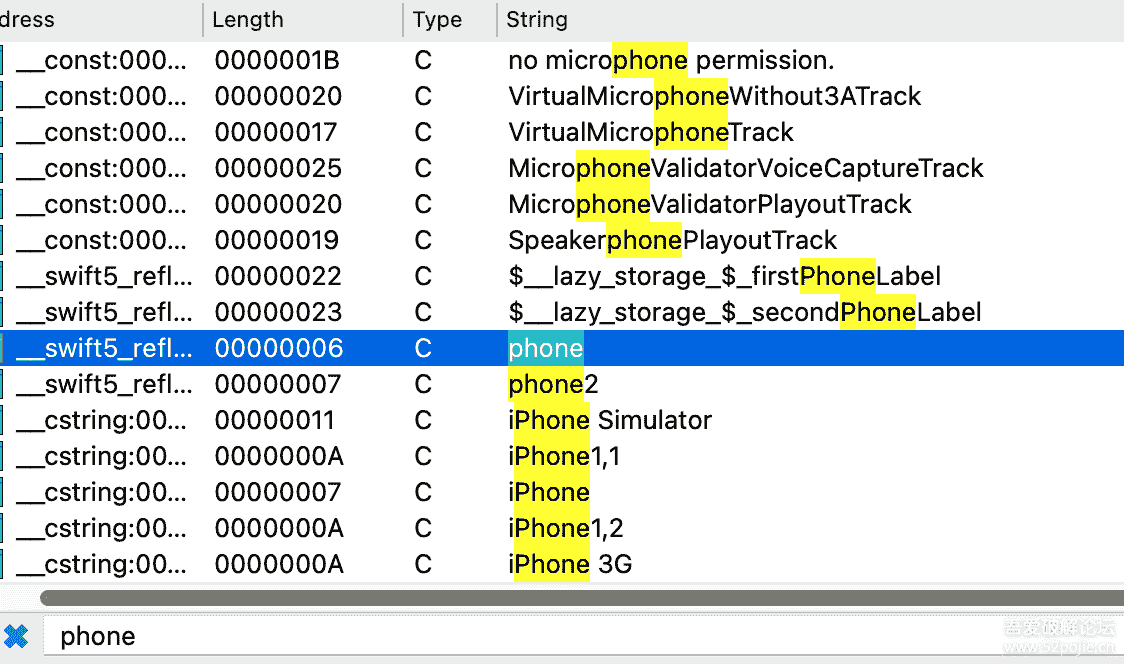 dress Length Type String
__const:000... 0000001B C no microphone permission.
__const:000... 00000020 C VirtualMicrophoneWithout3ATrack
__const:000... 00000017 C VirtualMicrophoneTrack
__const:000... 00000025 C MicrophoneValidatorVoiceCaptureTrack
__const:000... 00000020 C MicrophoneValidatorPlayoutTrack
__const:000... 00000019 C SpeakerphonePlayoutTrack
__swift5_refl... 00000022 C $__lazy_storage_$_firstPhoneLabel
__swift5_refl... 00000023 C $__lazy_storage_$_secondPhoneLabel
__swift5_refl... 00000006 C phone
__swift5_refl... 00000007 C phone2
__cstring:00... 00000011 C iPhone Simulator
__cstring:00... 0000000A C iPhone1,1
__cstring:00... 00000007 C iPhone
__cstring:00... 0000000A C iPhone1,2
__cstring:00... 0000000A C iPhone 3G
phone
吾爱破解论坛
www.52pojie.cn